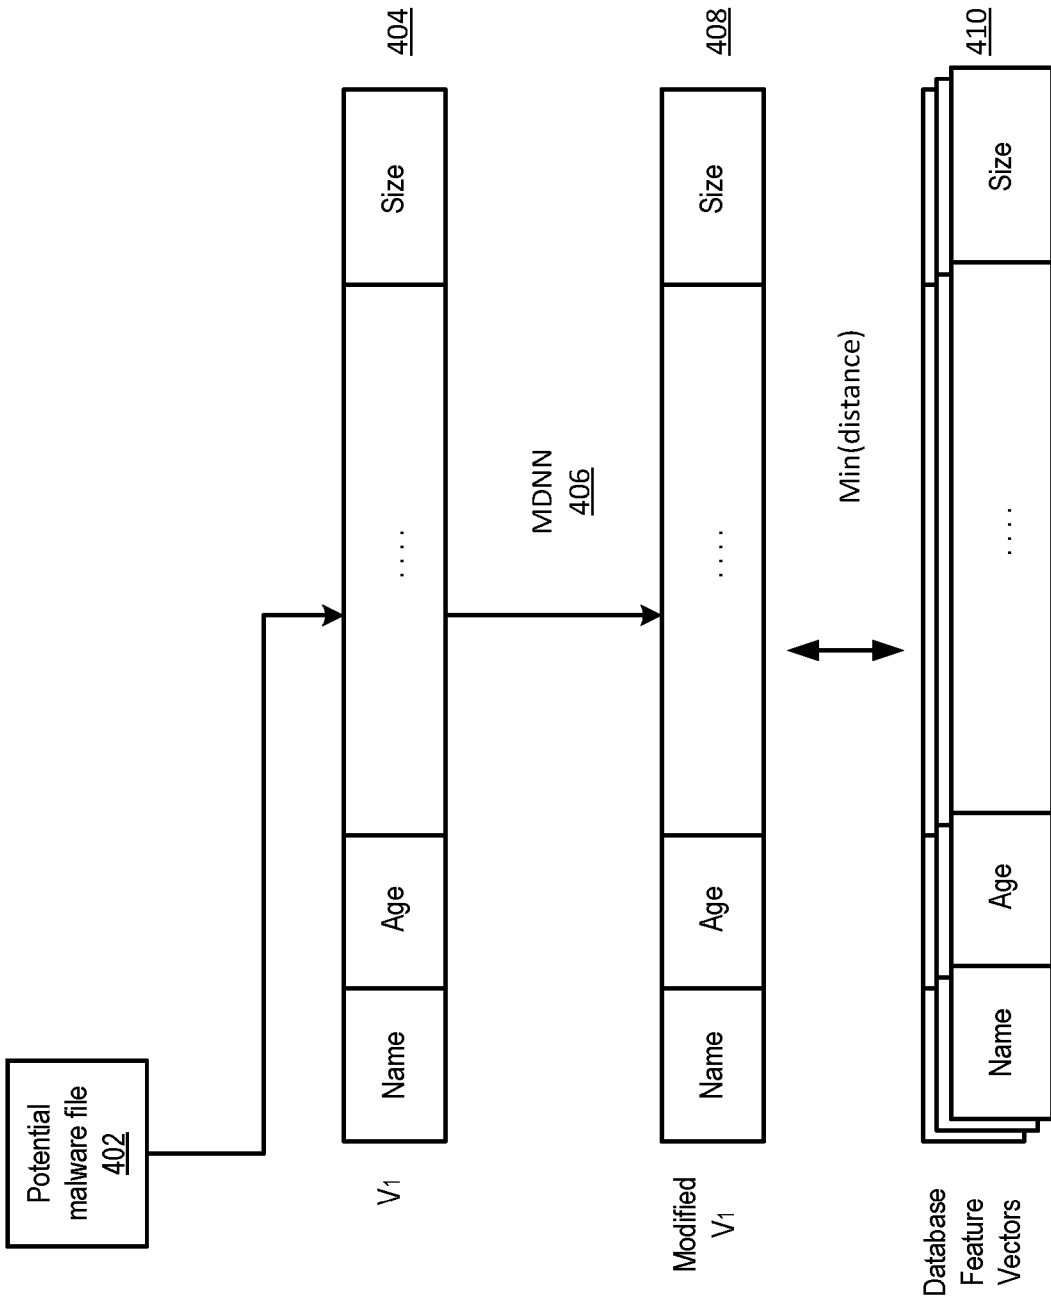 Potential
malware file
402
V₁
Name
Age
....
Size
404
MDNN
406
Modified
V₁
Name
Age
....
Size
408
Min(distance)
Database
Feature
Vectors
Name
Age
....
Size
410